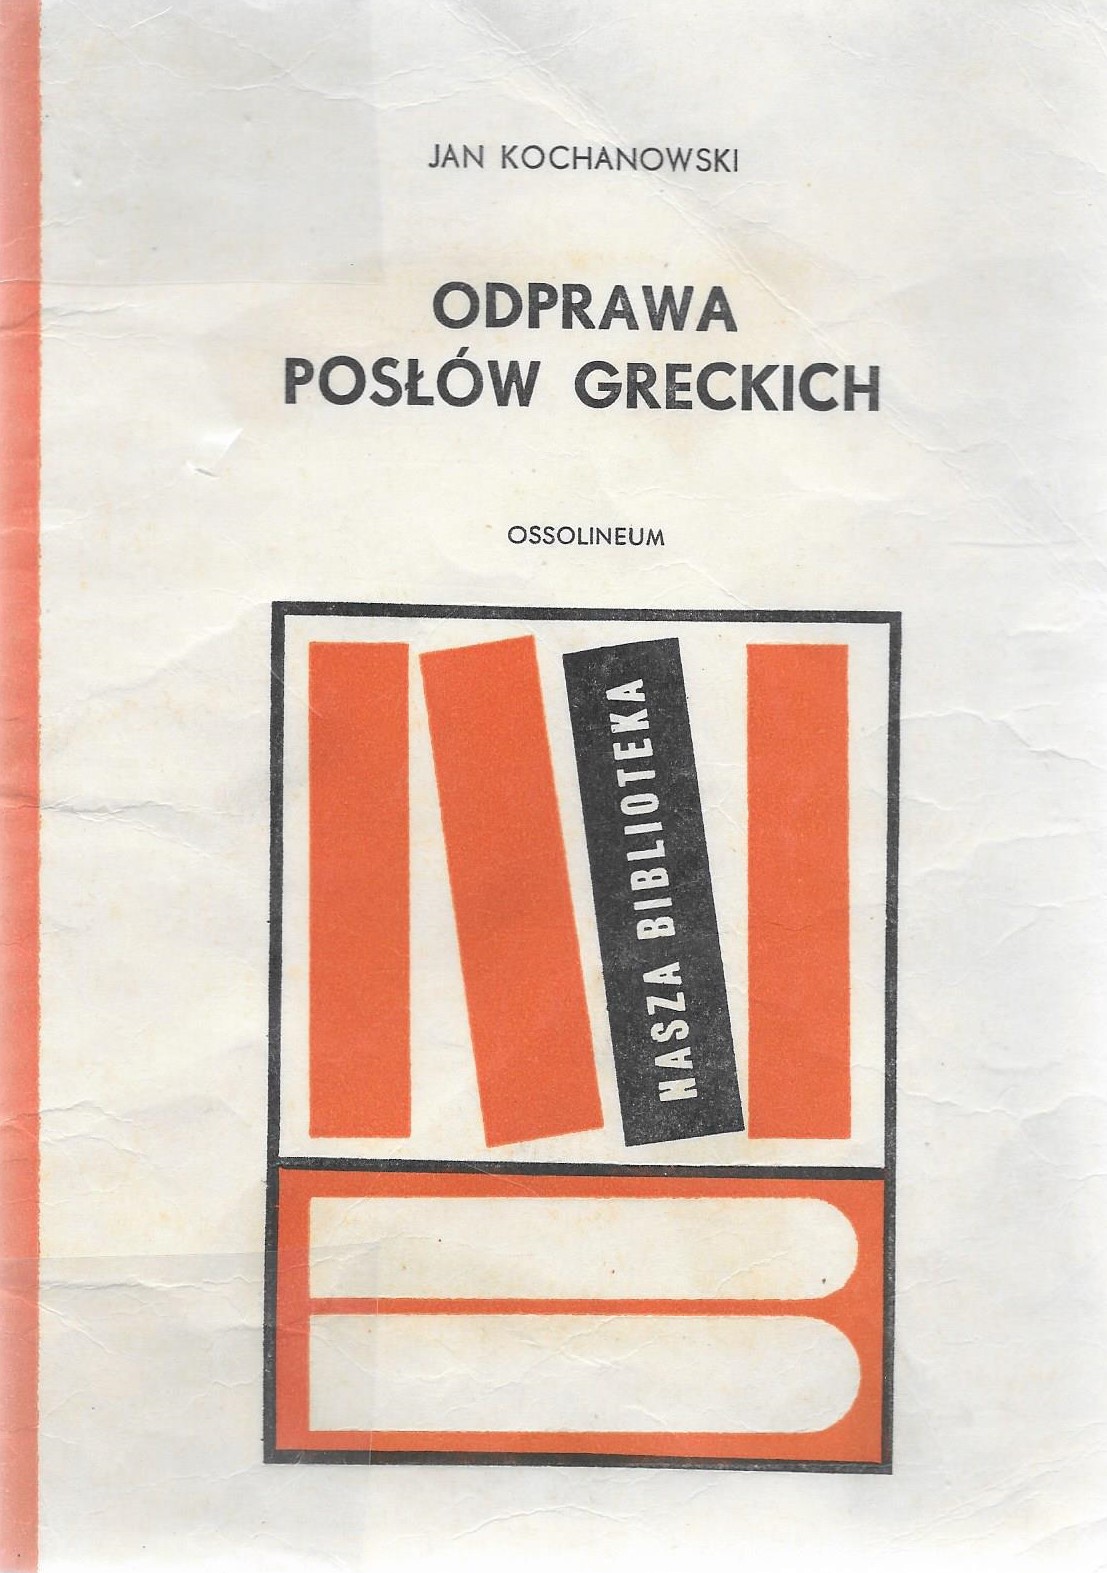 JAN KOCHANOWSKI
ODPRAWA
POSŁÓW GRECKICH
OSSOLINEUM
NASZA BIBLIOTEKA